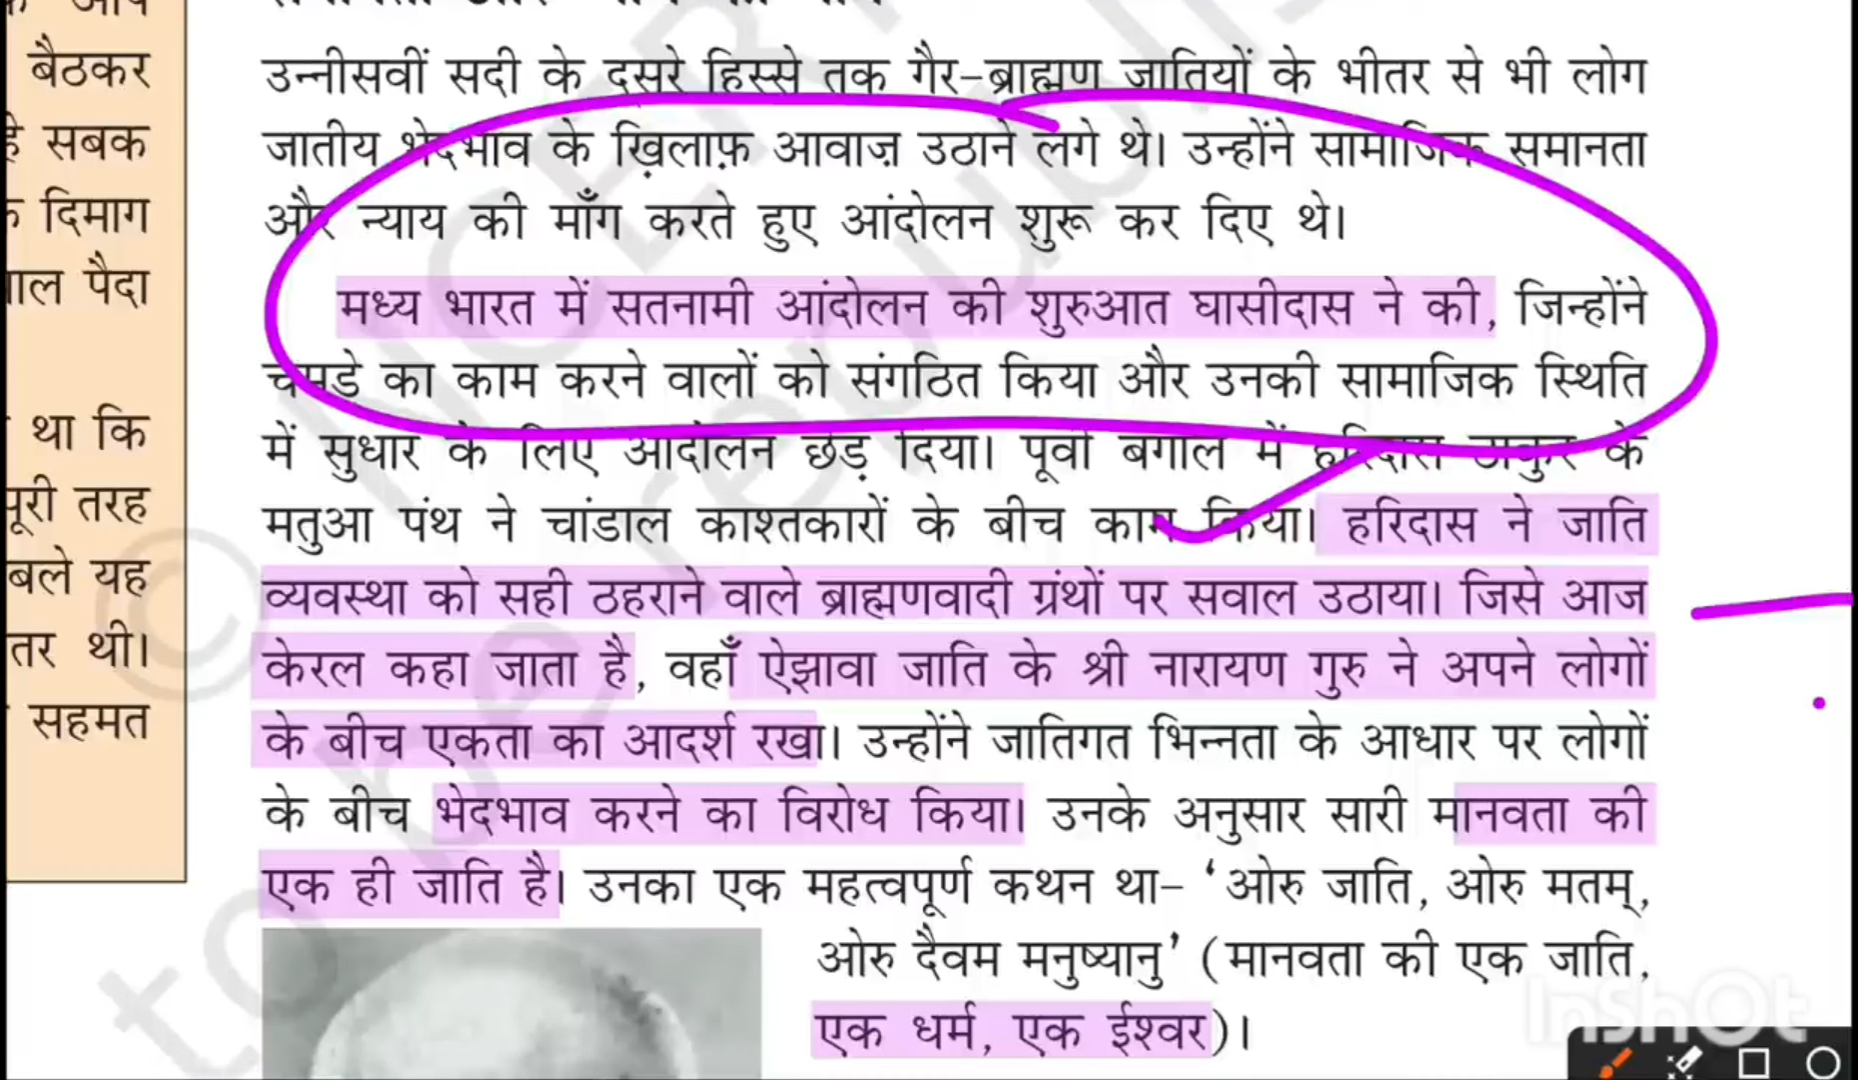 बैठकर
सबक
दिमाग
पैदा
था कि
पूरी तरह
यह
थी।
सहमत
उन्नीसवीं सदी के दूसरे हिस्से तक गैर-ब्राह्मण जातियों के भीतर से भी लोग
जातीय भेदभाव के ख़िलाफ़ आवाज़ उठाने लगे थे। उन्होंने सामाजिक समानता
और न्याय की माँग करते हुए आंदोलन शुरू कर दिए थे।
मध्य भारत में सतनामी आंदोलन की शुरुआत घासीदास ने की, जिन्होंने
चमड़े का काम करने वालों को संगठित किया और उनकी सामाजिक स्थिति
में सुधार के लिए आंदोलन छेड़ दिया। पूर्वी बंगाल में हरिदास ठाकुर के
मतुआ पंथ ने चांडाल काश्तकारों के बीच काम किया। हरिदास ने जाति
व्यवस्था को सही ठहराने वाले ब्राह्मणवादी ग्रंथों पर सवाल उठाया। जिसे आज
केरल कहा जाता है, वहाँ ऐझावा जाति के श्री नारायण गुरु ने अपने लोगों
के बीच एकता का आदर्श रखा। उन्होंने जातिगत भिन्नता के आधार पर लोगों
के बीच भेदभाव करने का विरोध किया। उनके अनुसार सारी मानवता की
एक ही जाति है। उनका एक महत्वपूर्ण कथन था– ‘ओरु जाति, ओरु मतम्,
ओरु दैवम मनुष्यानु’ (मानवता की एक जाति,
एक धर्म, एक ईश्वर)।
InShOt